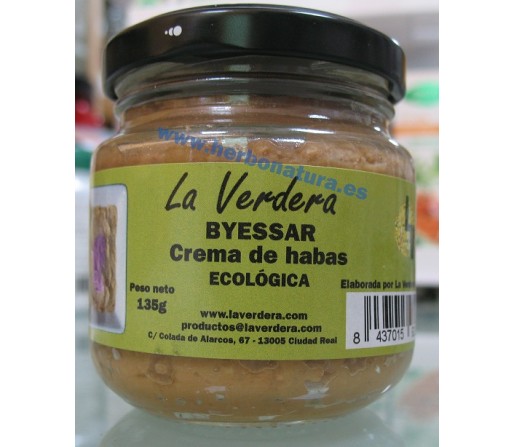 www.herbonatura.es
La Verdera
BYESSAR
Crema de habas
ECOLÓGICA
Peso neto
135g
Elaborada por La
www.laverdera.com
productos@laverdera.com
C/ Colada de Alarcos, 67 - 13005 Ciudad Real
8 437015